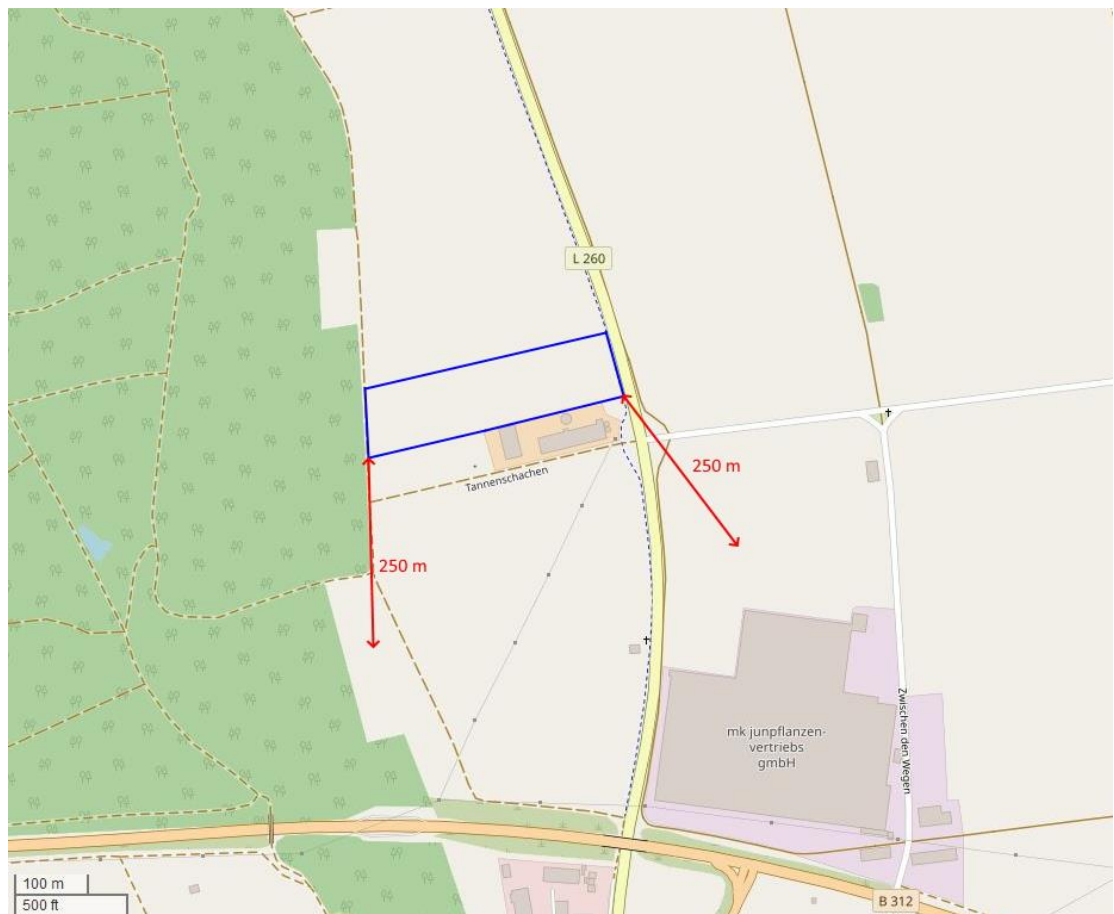 L 260
250 m
Tannenschachen
250 m
mk junpflanzen-
vertriebs
gmbH
Zwischen den Wegen
100 m
500 ft
B 312